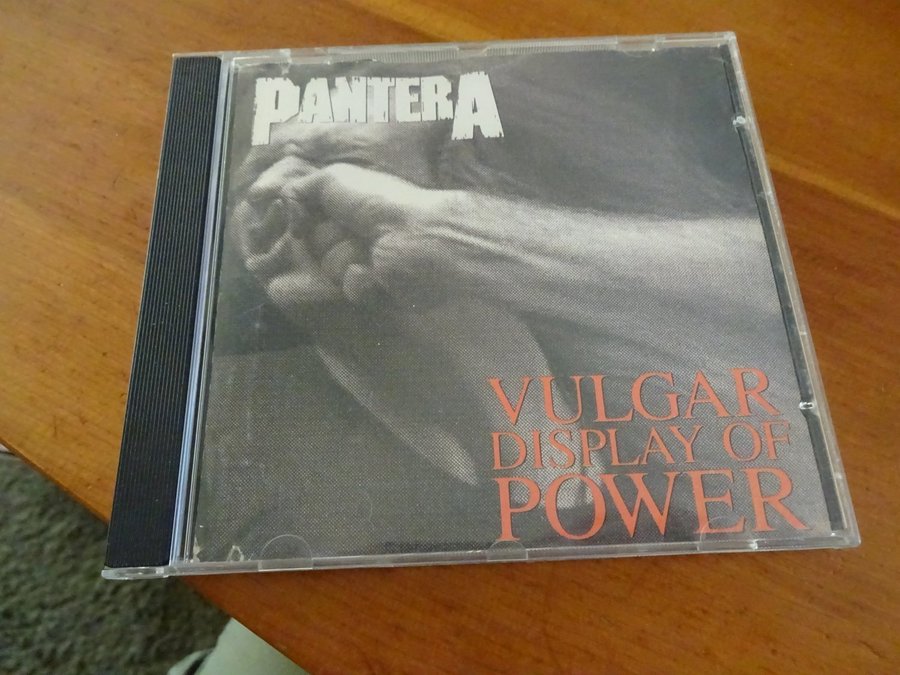 PANTERA
VULGAR
DISPLAY OF
POWER